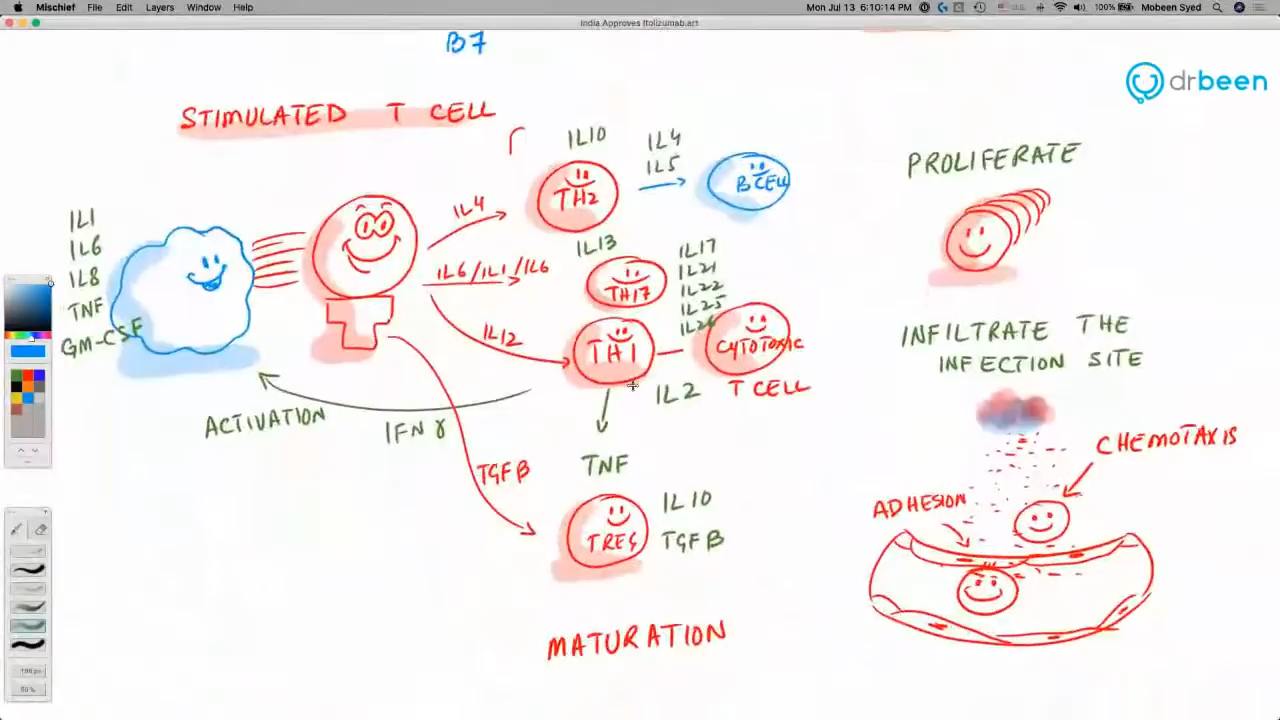 Mischief File Edit Layers Window Help
Mon Jul 13 6:10:14 PM
100%
Mobeen Syed
India Approves Itolizumab.art
B7
drbeen
STIMULATED T CELL
IL10
IL4
IL5
TH2
B CELL
IL4
IL13
IL1
IL6
IL8
TNF
GM-CSF
IL6/IL1/IL6
TH17
IL17
IL21
IL22
IL25
IL26
IL12
TH1
CYTOTOXIC
T CELL
IL2
ACTIVATION
IFN γ
TNF
TGF B
TREG
IL10
TGF B
MATURATION
PROLIFERATE
INFILTRATE THE
INFECTION SITE
CHEMOTAXIS
ADHESION